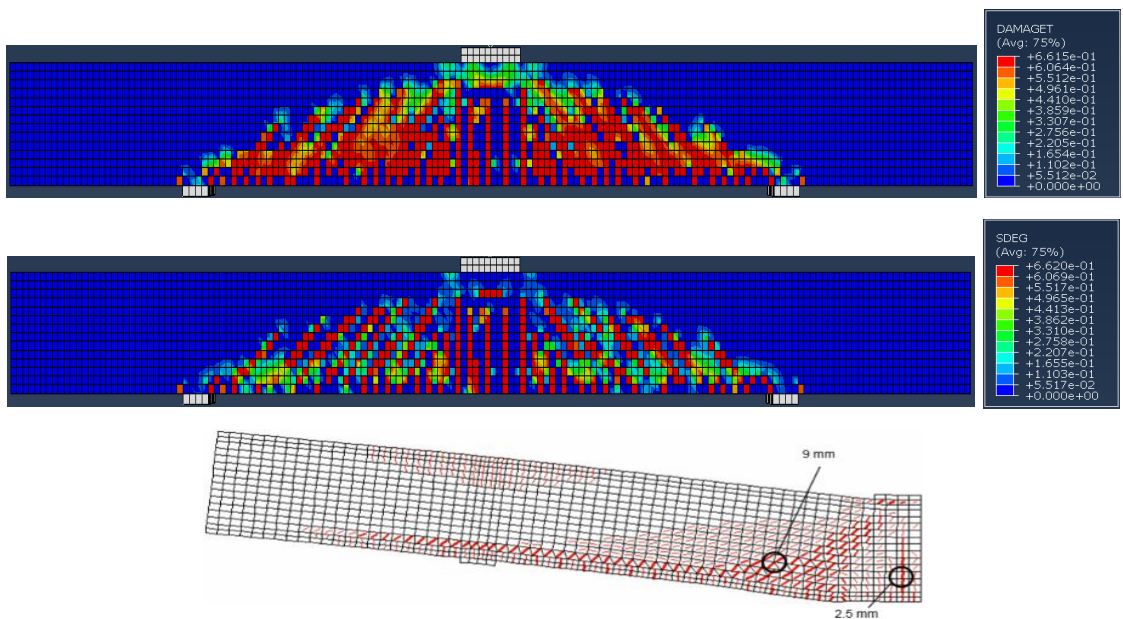 DAMAGET
(Avg: 75%)
+6.615e-01
+6.064e-01
+5.512e-01
+4.961e-01
+4.410e-01
+3.859e-01
+3.307e-01
+2.756e-01
+2.205e-01
+1.654e-01
+1.102e-01
+5.512e-02
+0.000e+00
SDEG
(Avg: 75%)
+6.620e-01
+6.069e-01
+5.517e-01
+4.965e-01
+4.413e-01
+3.862e-01
+3.310e-01
+2.758e-01
+2.207e-01
+1.655e-01
+1.103e-01
+5.517e-02
+0.000e+00
9 mm
2.5 mm